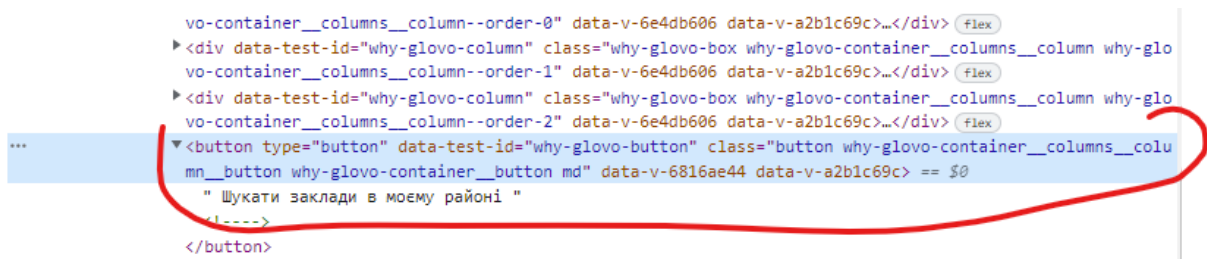 vo-container__columns__column--order-0" data-v-6e4db606 data-v-a2b1c69c>…</div> flex
▶<div data-test-id="why-glovo-column" class="why-glovo-box why-glovo-container__columns__column why-glo
vo-container__columns__column--order-1" data-v-6e4db606 data-v-a2b1c69c>…</div> flex
▶<div data-test-id="why-glovo-column" class="why-glovo-box why-glovo-container__columns__column why-glo
vo-container__columns__column--order-2" data-v-6e4db606 data-v-a2b1c69c>…</div> flex
… ▼<button type="button" data-test-id="why-glovo-button" class="button why-glovo-container__columns__colu
mn__button why-glovo-container__button md" data-v-6816ae44 data-v-a2b1c69c> == $0
" Шукати заклади в моєму районі "
<!---->
</button>